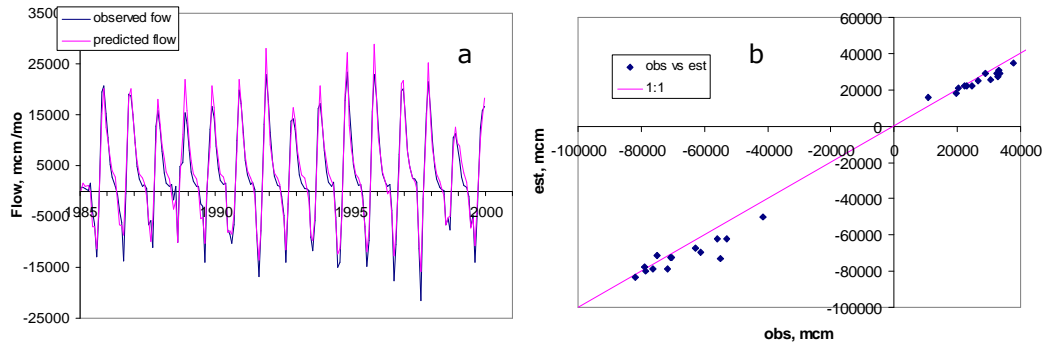 35000
25000
15000
5000
-5000
-15000
-25000
Flow, mcm/mo
observed fow
predicted flow
a
1985
1990
1995
2000
b
obs vs est
1:1
60000
40000
20000
0
-20000
-40000
-60000
-80000
-100000
-100000 -80000 -60000 -40000 -20000 0 20000 40000
est, mcm
obs, mcm